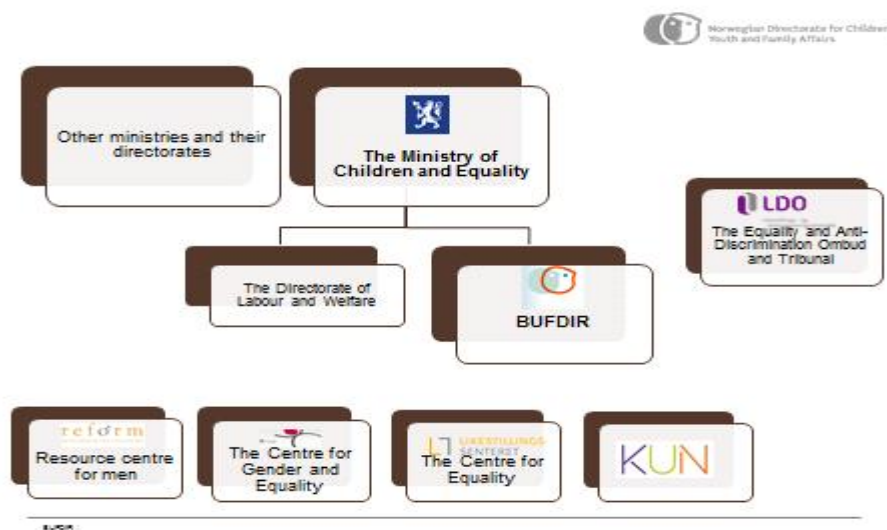 Norwegian Directorate for Children
Youth and Family Affairs
Other ministries and their
directorates
The Ministry of
Children and Equality
LDO
The Equality and Anti-
Discrimination Ombud
and Tribunal
The Directorate of
Labour and Welfare
BUFDIR
reform
Resource centre
for men
The Centre for
Gender and
Equality
LIKESTILLINGS
SENTERET
The Centre for
Equality
KUN